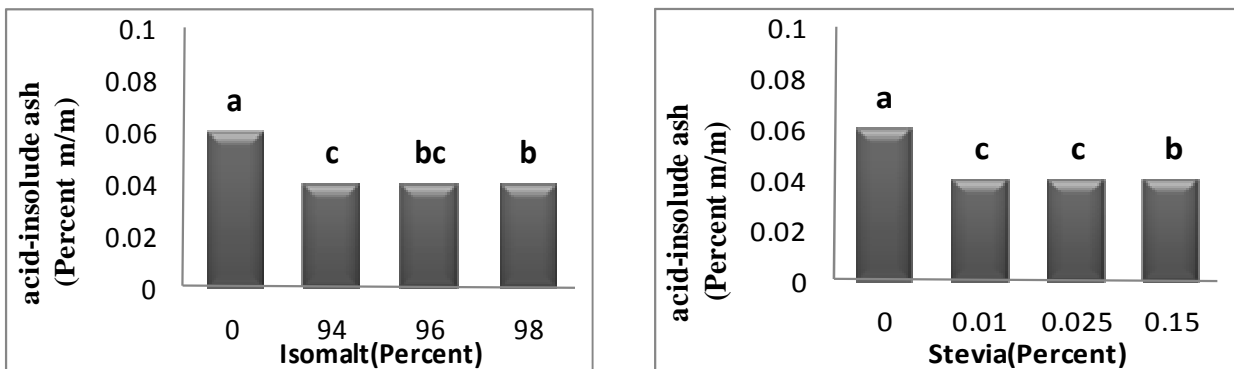 acid-insolude ash
(Percent m/m)
0.1
0.08
0.06
0.04
0.02
0
a
c
bc
b
0 94 96 98
Isomalt(Percent)
acid-insolude ash
(Percent m/m)
0.1
0.08
0.06
0.04
0.02
0
a
c
c
b
0 0.01 0.025 0.15
Stevia(Percent)